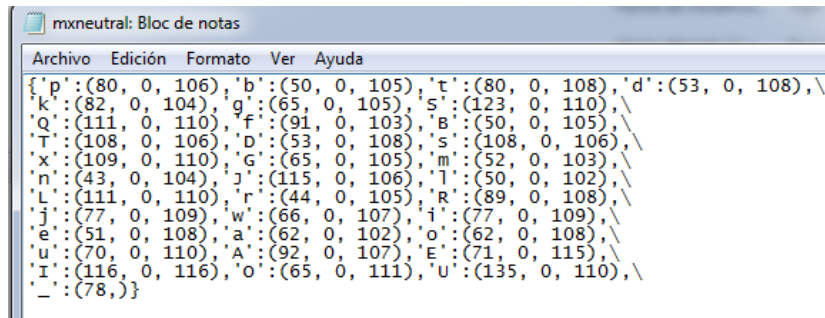 mxneutral: Bloc de notas
Archivo Edición Formato Ver Ayuda
{'p':(80, 0, 106),'b':(50, 0, 105),'t':(80, 0, 108),'d':(53, 0, 108),\
'k':(82, 0, 104),'g':(65, 0, 105),'S':(123, 0, 110),\
'Q':(111, 0, 110),'f':(91, 0, 103),'B':(50, 0, 105),\
'T':(108, 0, 106),'D':(53, 0, 108),'s':(108, 0, 106),\
'x':(109, 0, 110),'G':(65, 0, 105),'m':(52, 0, 103),\
'n':(43, 0, 104),'J':(115, 0, 106),'l':(50, 0, 102),\
'L':(111, 0, 110),'r':(44, 0, 105),'R':(89, 0, 108),\
'j':(77, 0, 109),'w':(66, 0, 107),'i':(77, 0, 109),\
'e':(51, 0, 108),'a':(62, 0, 102),'o':(62, 0, 108),\
'u':(70, 0, 110),'A':(92, 0, 107),'E':(71, 0, 115),\
'I':(116, 0, 116),'O':(65, 0, 111),'U':(135, 0, 110),\
'_':(78,)}